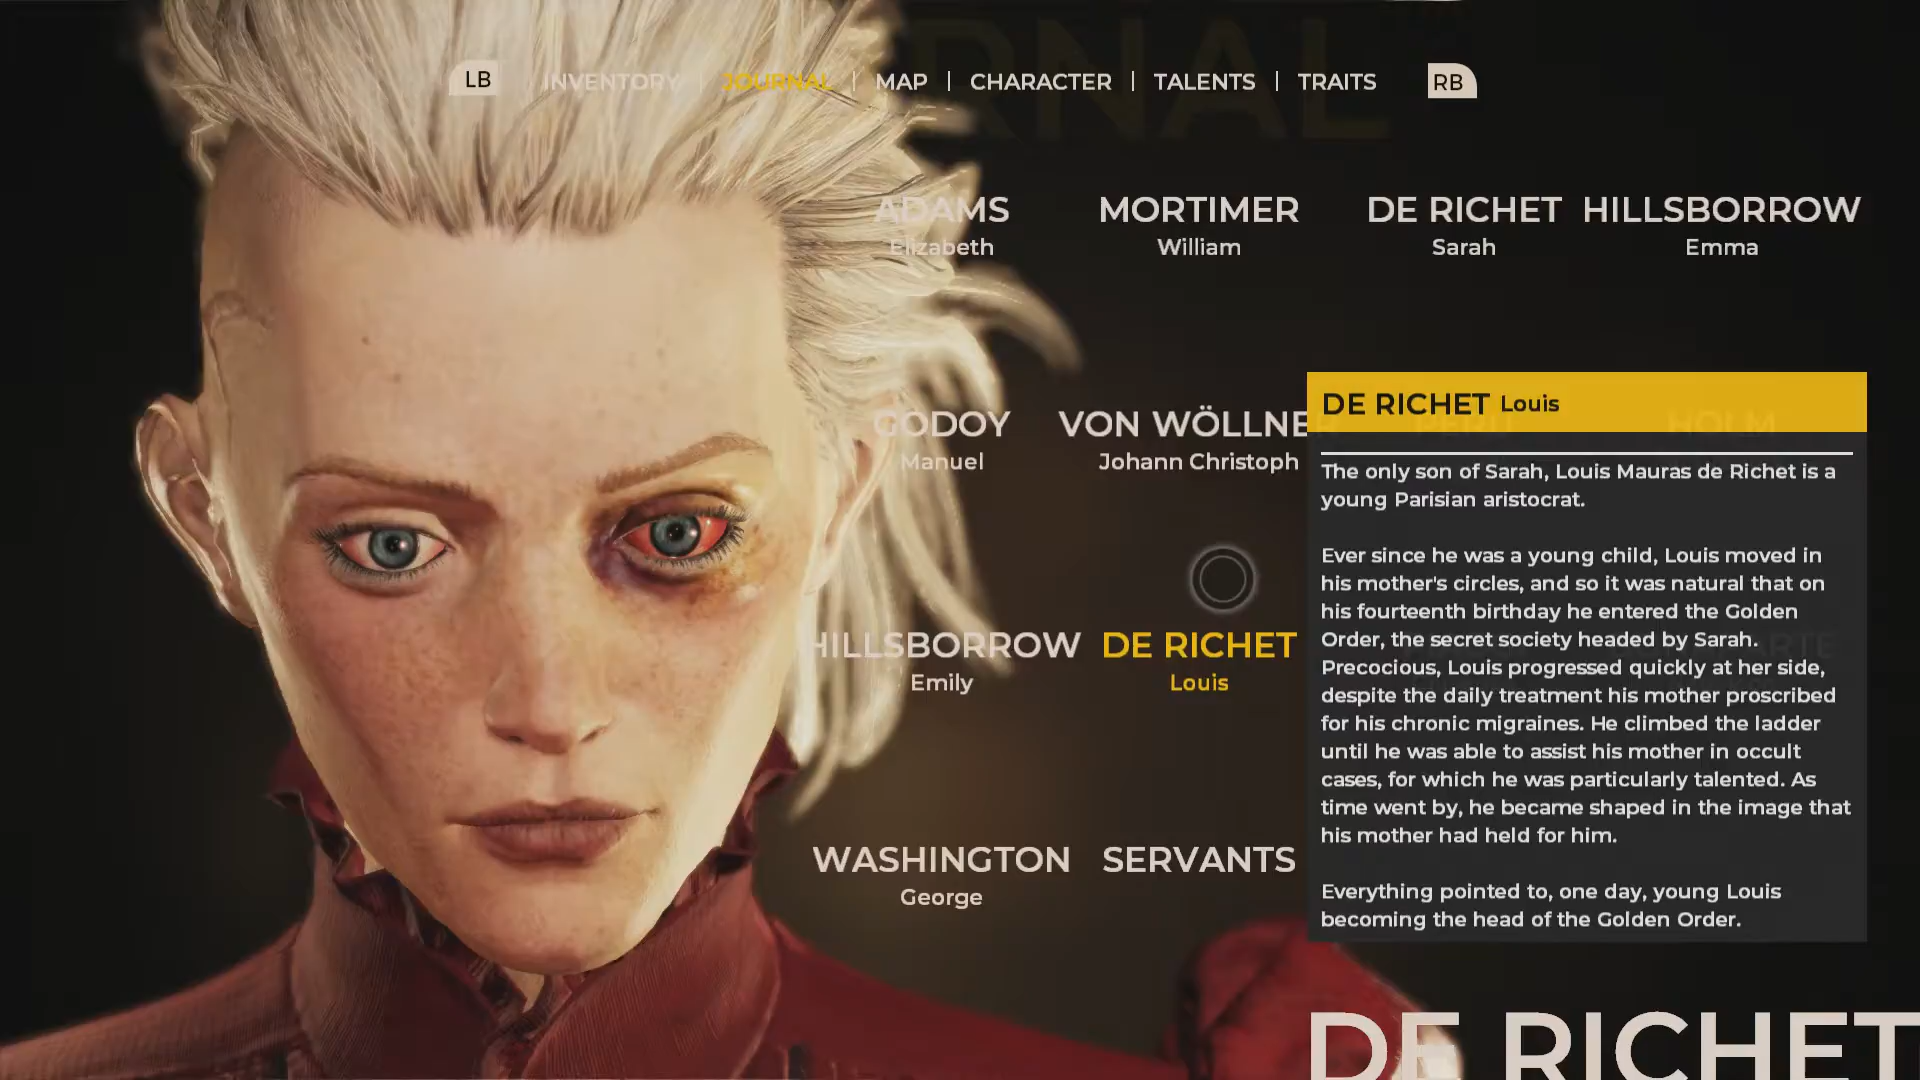 RNAL
LB INVENTORY | JOURNAL | MAP | CHARACTER | TALENTS | TRAITS RB
ADAMS MORTIMER DE RICHET HILLSBORROW
Elizabeth William Sarah Emma
GODOY VON WÖLLNE
Manuel Johann Christoph
HOLM
HILLSBORROW DE RICHET
Emily Louis
WASHINGTON SERVANTS
George
DE RICHET Louis
The only son of Sarah, Louis Mauras de Richet is a
young Parisian aristocrat.
Ever since he was a young child, Louis moved in
his mother's circles, and so it was natural that on
his fourteenth birthday he entered the Golden
Order, the secret society headed by Sarah.
Precocious, Louis progressed quickly at her side,
despite the daily treatment his mother proscribed
for his chronic migraines. He climbed the ladder
until he was able to assist his mother in occult
cases, for which he was particularly talented. As
time went by, he became shaped in the image that
his mother had held for him.
Everything pointed to, one day, young Louis
becoming the head of the Golden Order.
DE RICHET